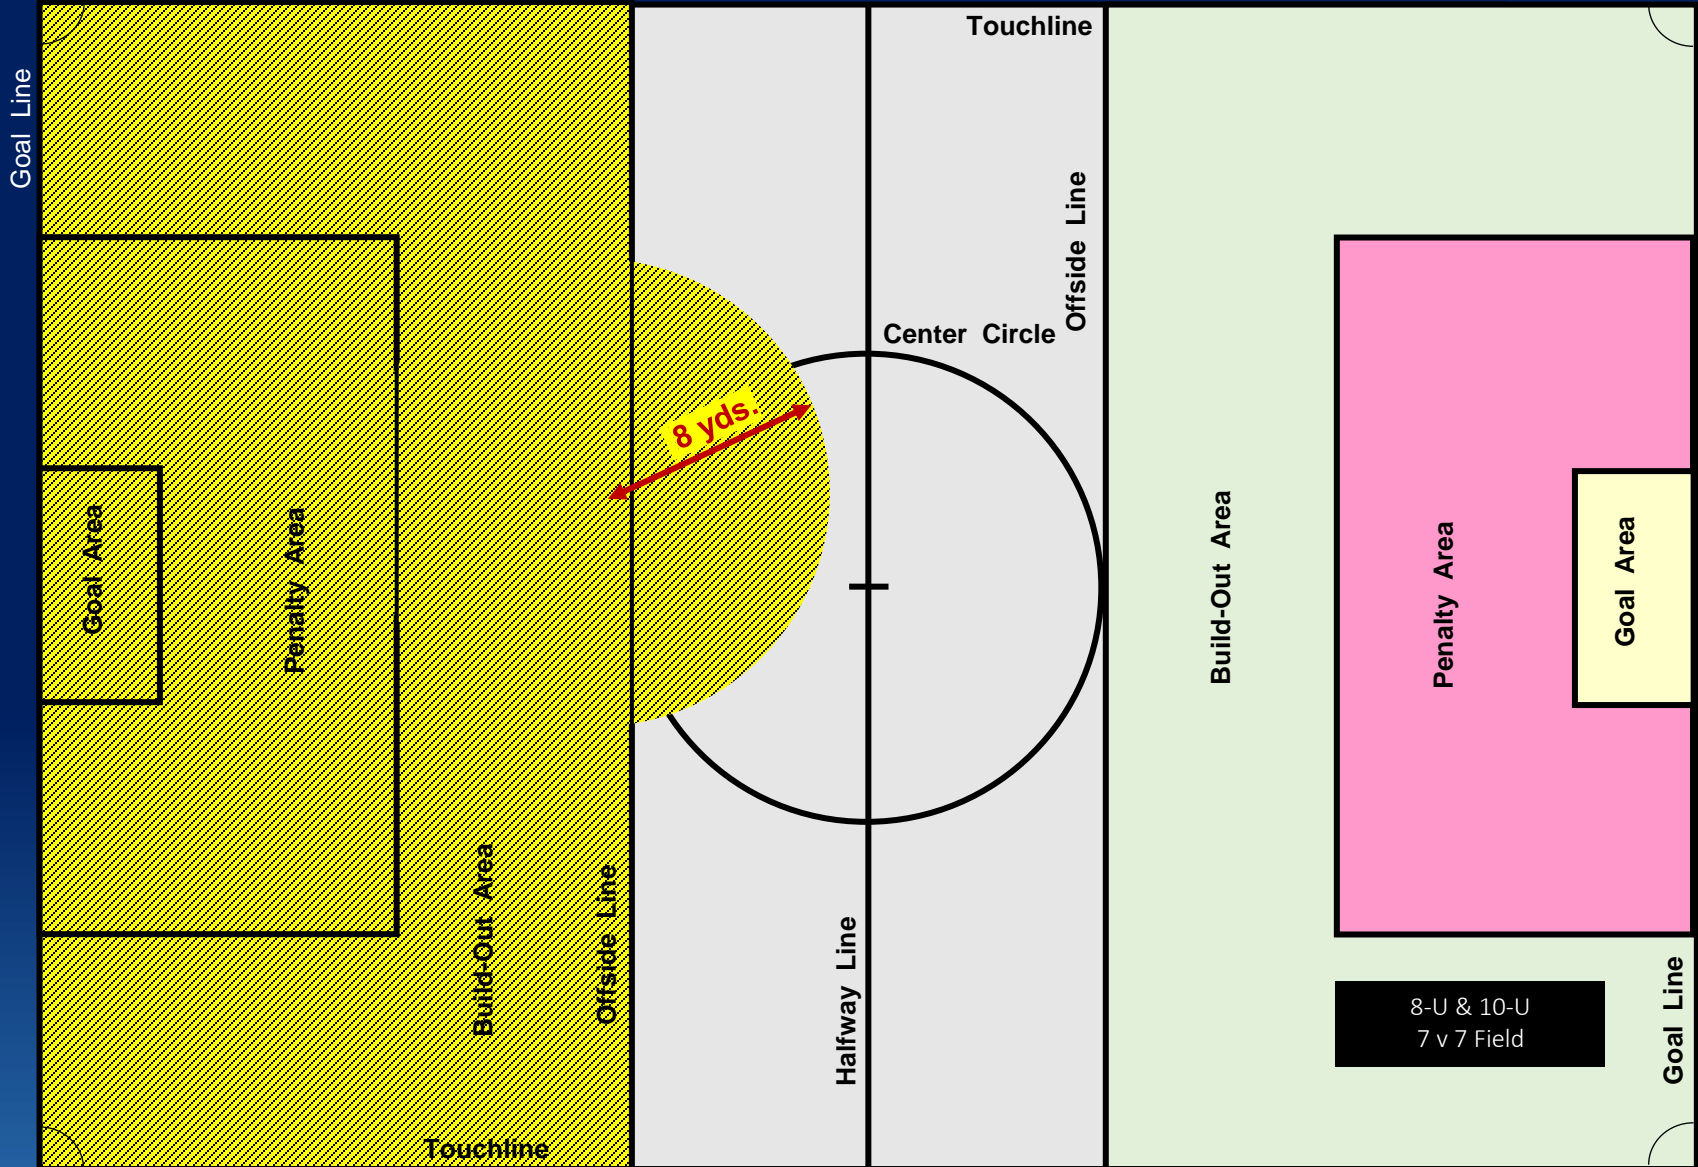 Touchline
Goal Line
Offside Line
Center Circle
8 yds.
Goal Area
Penalty Area
Build-Out Area
Penalty Area
Goal Area
Build-Out Area
Offside Line
Halfway Line
8-U & 10-U
7 v 7 Field
Goal Line
Touchline